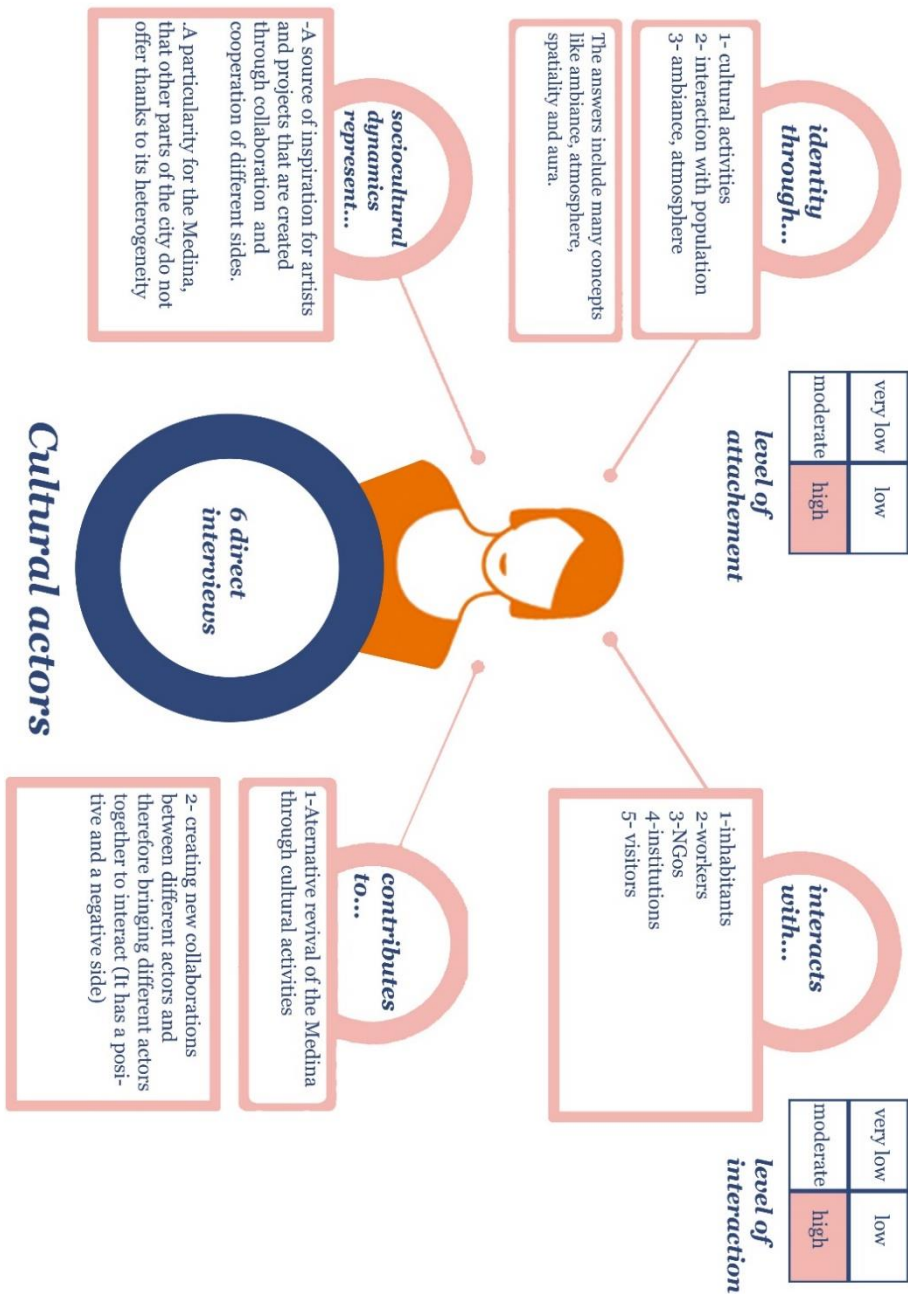 identity
through...
1- cultural activities
2- interaction with population
3- ambiance, atmosphere
The answers include many concepts
like ambiance, atmosphere,
spatiality and aura.
very low
low
moderate
high
level of
attachement
interacts
with...
1-inhabitants
2-workers
3-NGos
4-institutions
5- visitors
very low
low
moderate
high
level of
interaction
sociocultural
dynamics
represent...
-A source of inspiration for artists
and projects that are created
through collaboration and
cooperation of different sides.
.A particularity for the Medina,
that other parts of the city do not
offer thanks to its heterogeneity
6 direct
interviews
contributes
to...
1-Aternative revival of the Medina
through cultural activities
2- creating new collaborations
between different actors and
therefore bringing different actors
together to interact (It has a posi-
tive and a negative side)
Cultural actors